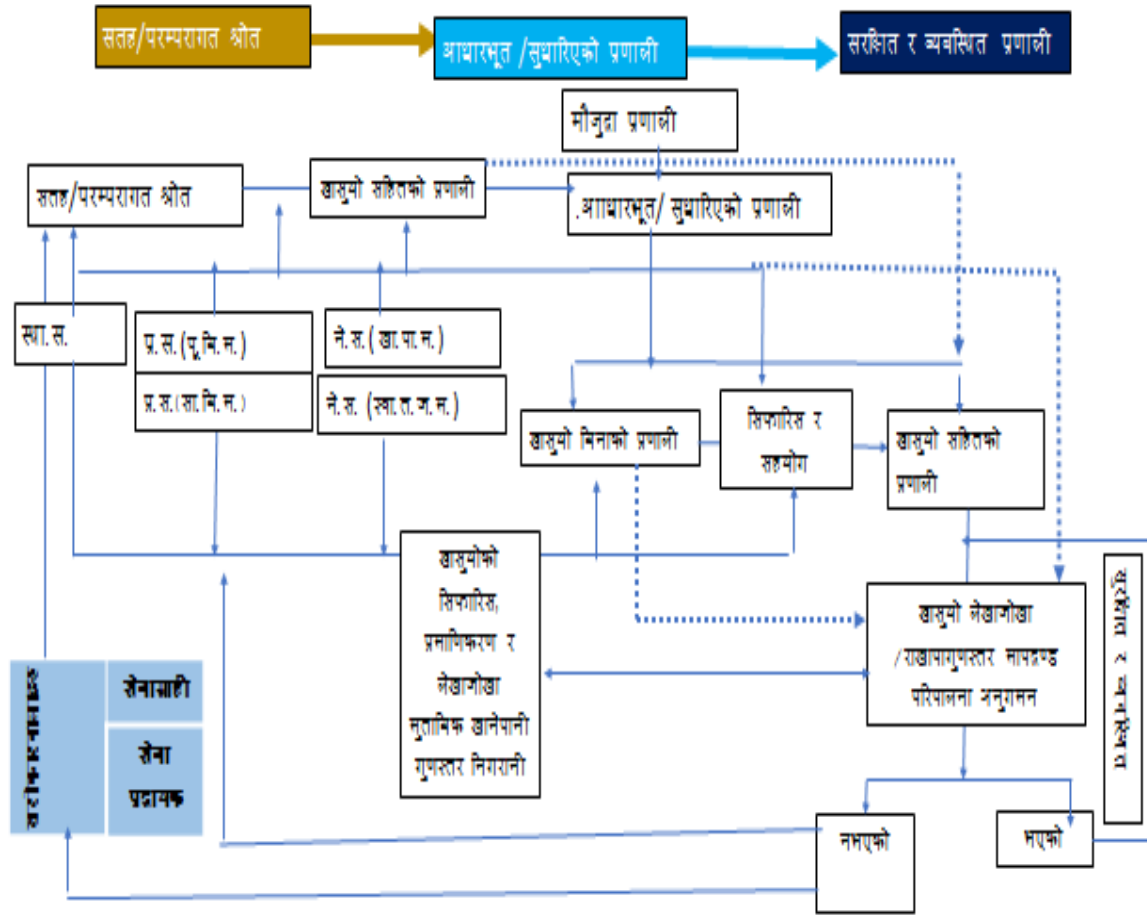 सतह/परम्परागत श्रोत
आधारभूत /सुधारिएको प्रणाली
सुरक्षित र व्यवस्थित प्रणाली
मौजुदा प्रणाली
सतह/परम्परागत श्रोत
खासुयो सहितको प्रणाली
.आाधारभूत/ सुधारिएको प्रणाली
स्था.स.
प्र.स.(पू.बि.म.)
ने.स.(खा.पा.म.)
प्र.स.(सा.बि.म.)
ने.स. (स्वा.त.ज.म.)
खासुयो बिनाको प्रणाली
सिफारिस र
सहयोग
खासुयो सहितको
प्रणाली
खासुयोको
सिफारिस,
प्रमाणिकरण र
लेखाजोखा
मुताबिक खानेपानी
गुणस्तर निगरानी
खासुयो लेखाजोखा
/राखापागुणस्तर मापदण्ड
परिपालना अनुगमन
सेवाग्राही
सेवा
प्रदायक
नभएको
भएको